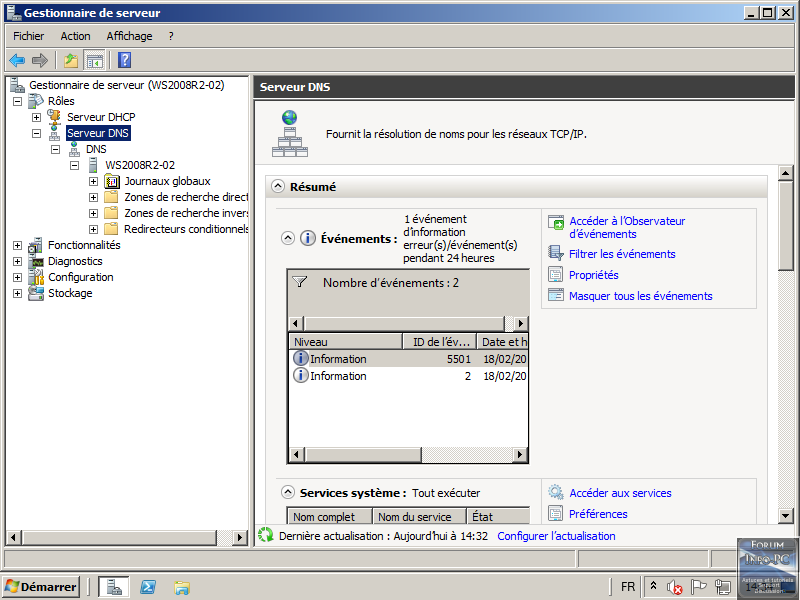 Gestionnaire de serveur
Fichier Action Affichage ?
Gestionnaire de serveur (WS2008R2-02)
Rôles
Serveur DHCP
Serveur DNS
DNS
WS2008R2-02
Journaux globaux
Zones de recherche direct
Zones de recherche invers
Redirecteurs conditionnels
Fonctionnalités
Diagnostics
Configuration
Stockage
Serveur DNS
Fournit la résolution de noms pour les réseaux TCP/IP.
Résumé
Événements :
1 événement
d'information
erreur(s)/événement(s)
pendant 24 heures
Nombre d'événements : 2
Niveau ID de l'év... Date et h
Information 5501 18/02/20
Information 2 18/02/20
Accéder à l'Observateur
d'événements
Filtrer les événements
Propriétés
Masquer tous les événements
Services système : Tout exécuter
Nom complet Nom du service État
Accéder aux services
Préférences
Dernière actualisation : Aujourd'hui à 14:32 Configurer l'actualisation
Démarrer
FR
Forum
Info PC
Astuces et tutoriels
Support